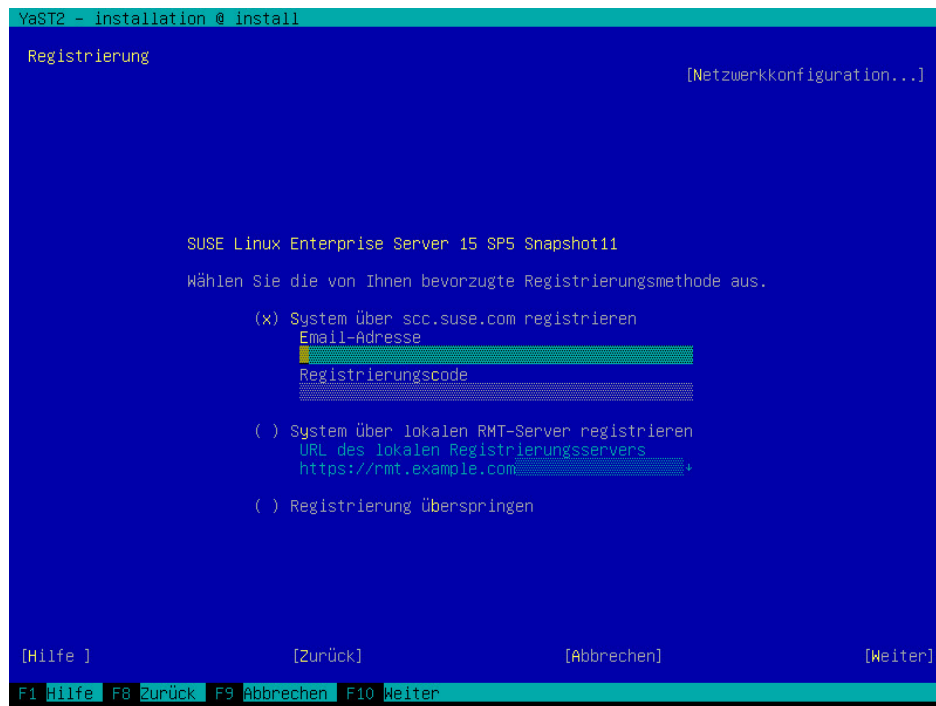 YaST2 - installation @ install
Registrierung
[Netzwerkkonfiguration...]
SUSE Linux Enterprise Server 15 SP5 Snapshot11
Wählen Sie die von Ihnen bevorzugte Registrierungsmethode aus.
(x) System über scc.suse.com registrieren
Email-Adresse
Registrierungscode
( ) System über lokalen RMT-Server registrieren
URL des lokalen Registrierungsservers
https://rmt.example.com
( ) Registrierung überspringen
[Hilfe ] [Zurück] [Abbrechen] [Weiter]
F1 Hilfe F8 Zurück F9 Abbrechen F10 Weiter